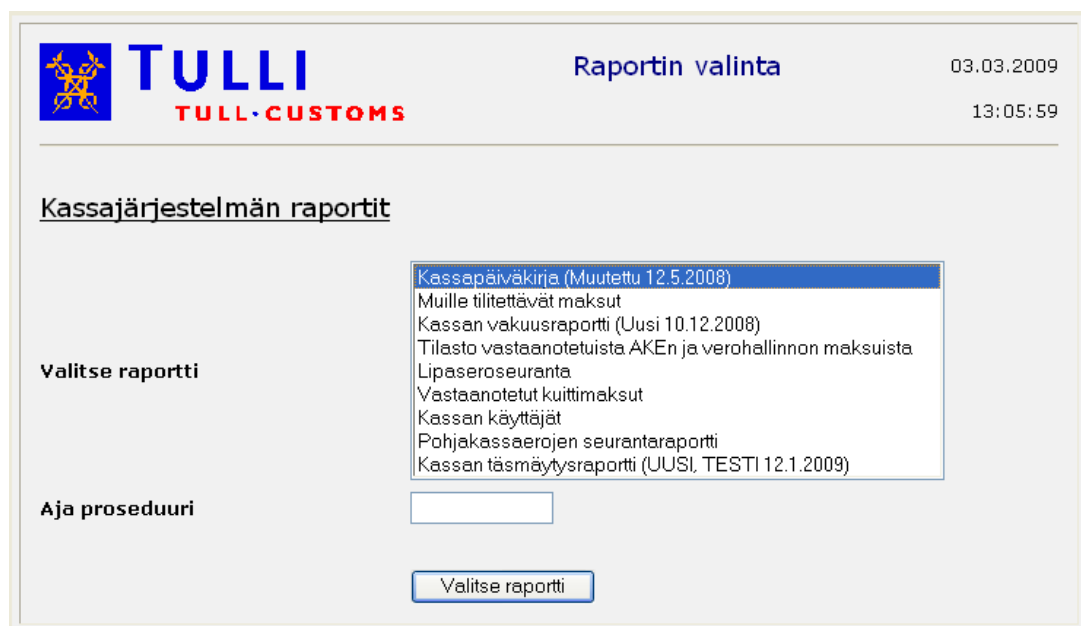 TULLI
TULL·CUSTOMS
Raportin valinta
03.03.2009
13:05:59
Kassajärjestelmän raportit
Valitse raportti
Kassapäiväkirja (Muutettu 12.5.2008)
Muille tilitettävät maksut
Kassan vakuusraportti (Uusi 10.12.2008)
Tilasto vastaanotetuista AKEn ja verohallinnon maksuista
Lipaseroseuranta
Vastaanotetut kuittimaksut
Kassan käyttäjät
Pohjakassaerojen seurantaraportti
Kassan täsmäytysraportti (UUSI, TESTI 12.1.2009)
Aja proseduuri
Valitse raportti